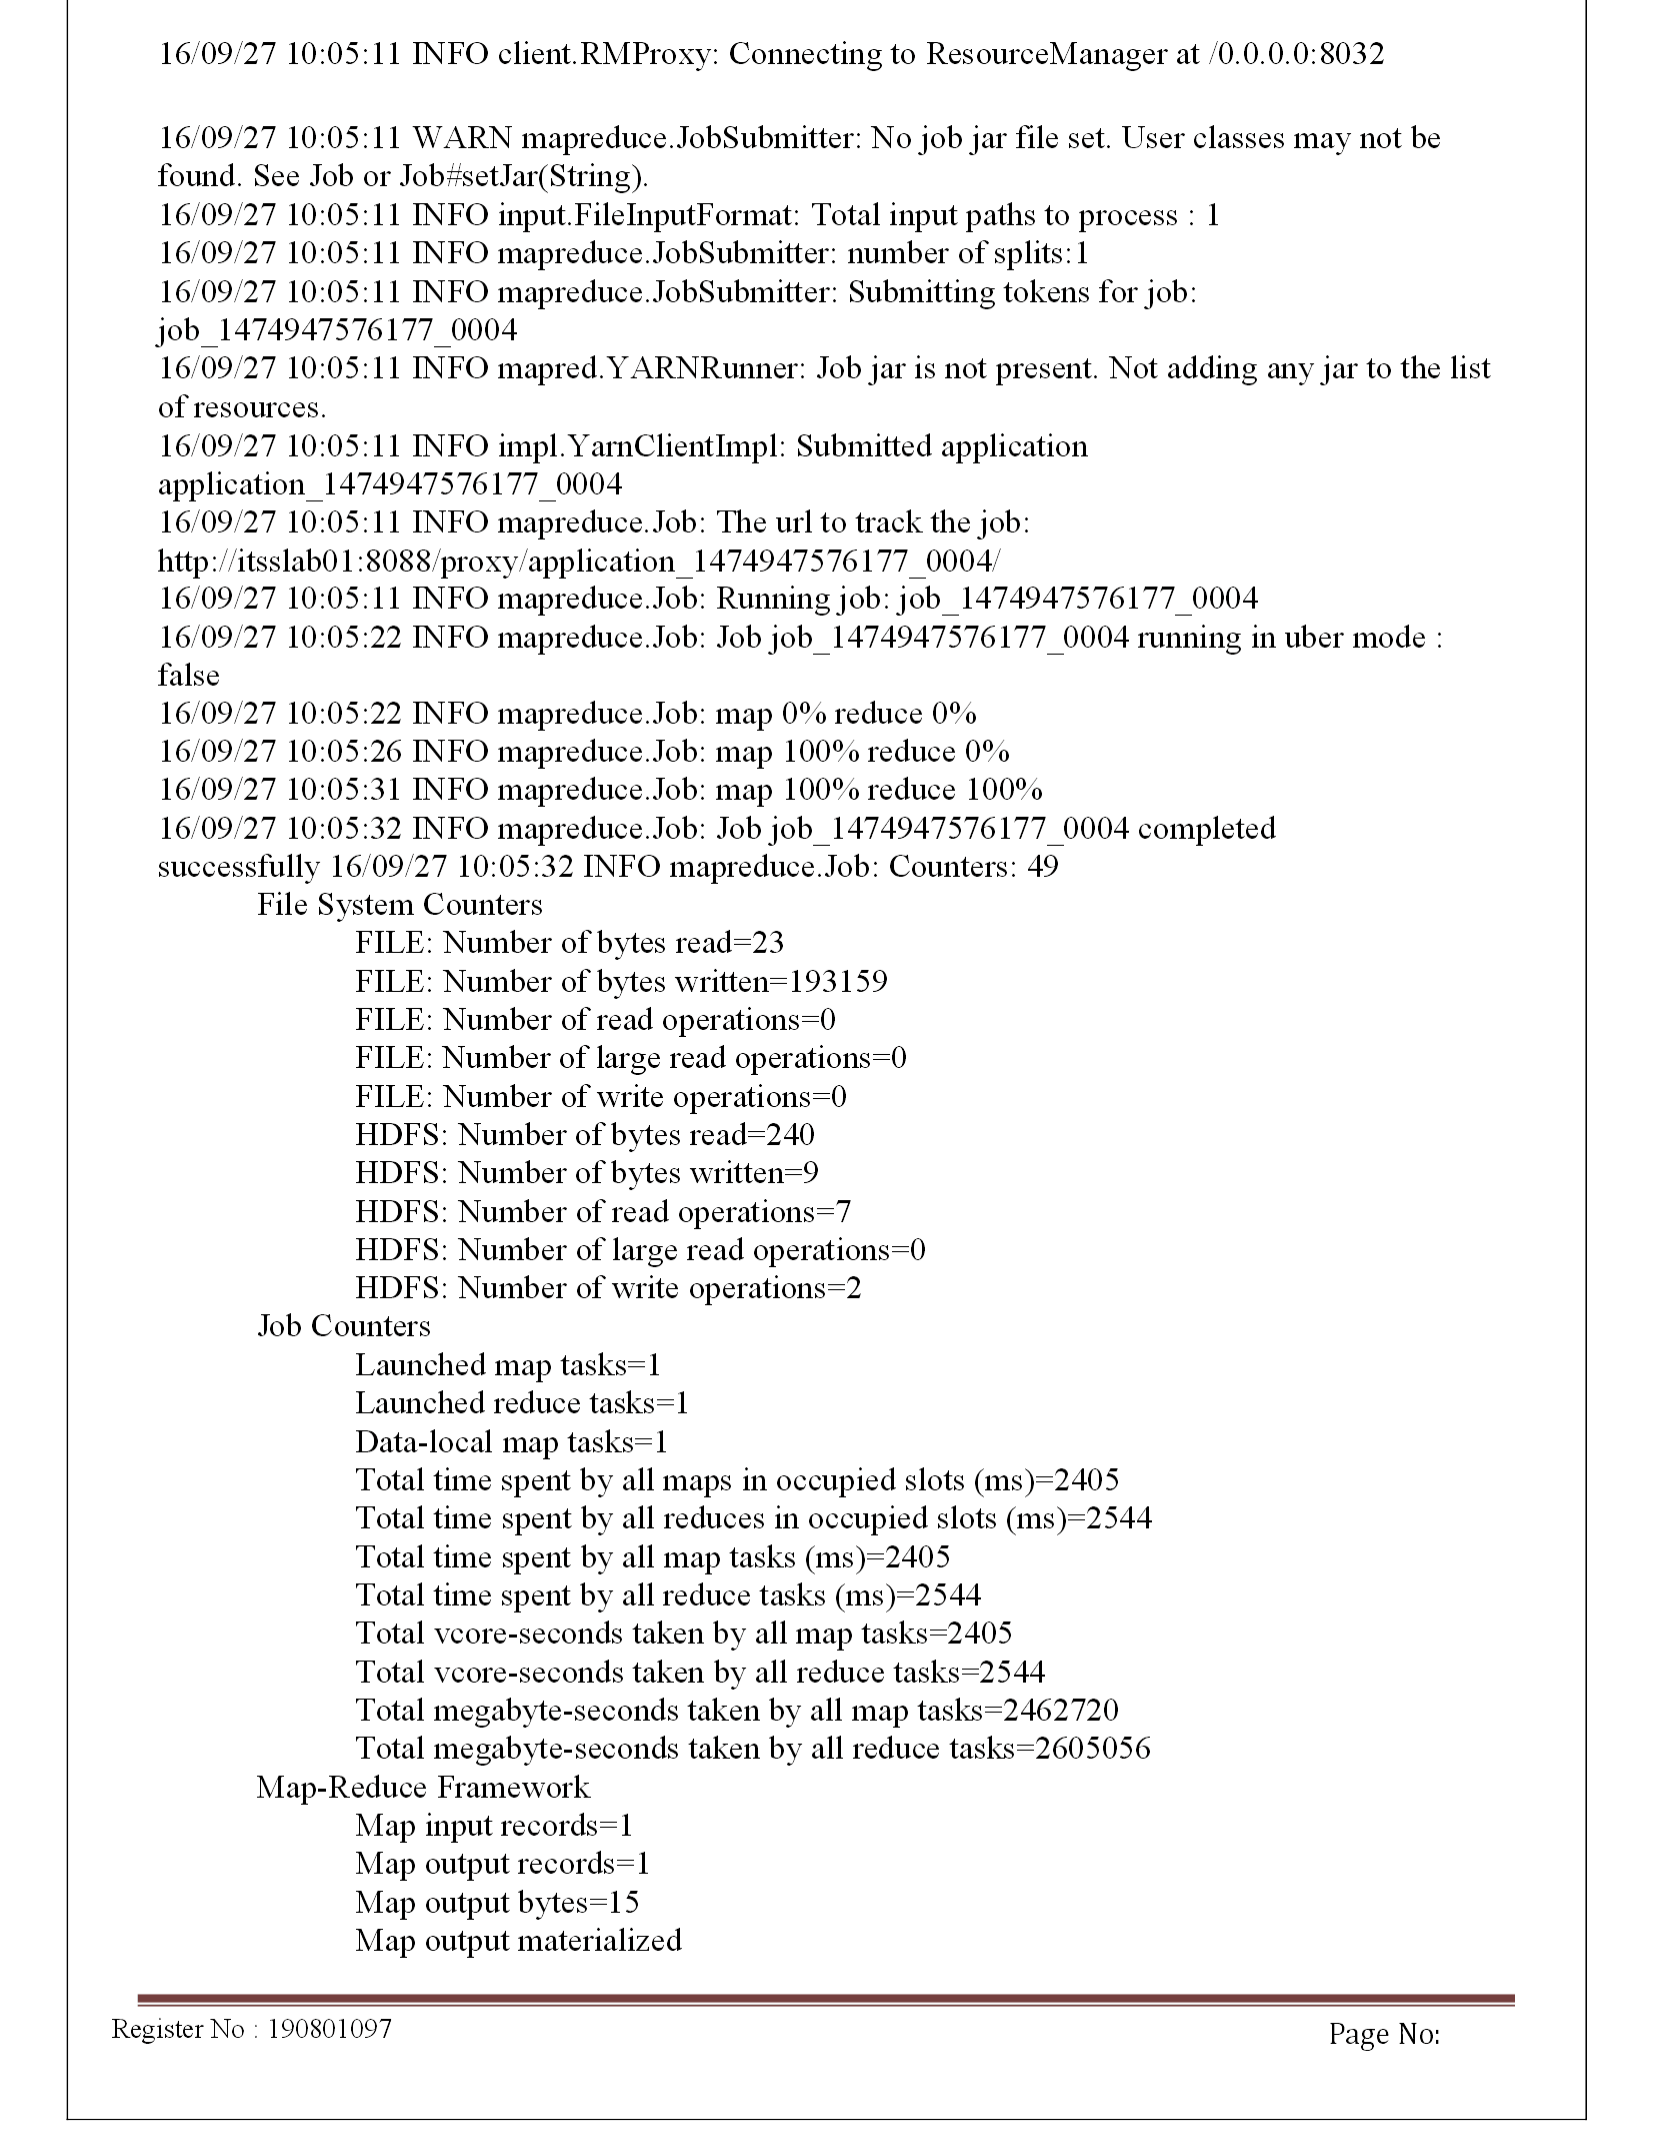 16/09/27 10:05:11 INFO client.RMProxy: Connecting to ResourceManager at /0.0.0.0:8032
16/09/27 10:05:11 WARN mapreduce.JobSubmitter: No job jar file set. User classes may not be
found. See Job or Job#setJar(String).
16/09/27 10:05:11 INFO input.FileInputFormat: Total input paths to process : 1
16/09/27 10:05:11 INFO mapreduce.JobSubmitter: number of splits:1
16/09/27 10:05:11 INFO mapreduce.JobSubmitter: Submitting tokens for job:
job_1474947576177_0004
16/09/27 10:05:11 INFO mapred.YARNRunner: Job jar is not present. Not adding any jar to the list
of resources.
16/09/27 10:05:11 INFO impl.YarnClientImpl: Submitted application
application_1474947576177_0004
16/09/27 10:05:11 INFO mapreduce.Job: The url to track the job:
http://itsslab01:8088/proxy/application_1474947576177_0004/
16/09/27 10:05:11 INFO mapreduce.Job: Running job: job_1474947576177_0004
16/09/27 10:05:22 INFO mapreduce.Job: Job job_1474947576177_0004 running in uber mode :
false
16/09/27 10:05:22 INFO mapreduce.Job: map 0% reduce 0%
16/09/27 10:05:26 INFO mapreduce.Job: map 100% reduce 0%
16/09/27 10:05:31 INFO mapreduce.Job: map 100% reduce 100%
16/09/27 10:05:32 INFO mapreduce.Job: Job job_1474947576177_0004 completed
successfully 16/09/27 10:05:32 INFO mapreduce.Job: Counters: 49
File System Counters
FILE: Number of bytes read=23
FILE: Number of bytes written=193159
FILE: Number of read operations=0
FILE: Number of large read operations=0
FILE: Number of write operations=0
HDFS: Number of bytes read=240
HDFS: Number of bytes written=9
HDFS: Number of read operations=7
HDFS: Number of large read operations=0
HDFS: Number of write operations=2
Job Counters
Launched map tasks=1
Launched reduce tasks=1
Data-local map tasks=1
Total time spent by all maps in occupied slots (ms)=2405
Total time spent by all reduces in occupied slots (ms)=2544
Total time spent by all map tasks (ms)=2405
Total time spent by all reduce tasks (ms)=2544
Total vcore-seconds taken by all map tasks=2405
Total vcore-seconds taken by all reduce tasks=2544
Total megabyte-seconds taken by all map tasks=2462720
Total megabyte-seconds taken by all reduce tasks=2605056
Map-Reduce Framework
Map input records=1
Map output records=1
Map output bytes=15
Map output materialized
Register No : 190801097
Page No: